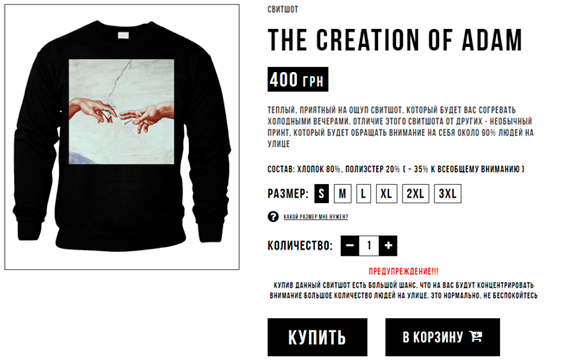 СВИТШОТ
THE CREATION OF ADAM
400 ГРН
ТЕПЛЫЙ, ПРИЯТНЫЙ НА ОЩУП СВИТШОТ, КОТОРЫЙ БУДЕТ ВАС СОГРЕВАТЬ
ХОЛОДНЫМИ ВЕЧЕРАМИ. ОТЛИЧИЕ ЭТОГО СВИТШОТА ОТ ДРУГИХ - НЕОБЫЧНЫЙ
ПРИНТ, КОТОРЫЙ БУДЕТ ОБРАЩАТЬ ВНИМАНИЕ НА СЕБЯ ОКОЛО 90% ЛЮДЕЙ НА
УЛИЦЕ
СОСТАВ: ХЛОПОК 80%, ПОЛИЭСТЕР 20% ( - 35% К ВСЕОБЩЕМУ ВНИМАНИЮ )
РАЗМЕР: S M L XL 2XL 3XL
? КАКОЙ РАЗМЕР МНЕ НУЖЕН?
КОЛИЧЕСТВО: - 1 +
ПРЕДУПРЕЖДЕНИЕ!!!
КУПИВ ДАННЫЙ СВИТШОТ ЕСТЬ БОЛЬШОЙ ШАНС, ЧТО НА ВАС БУДУТ КОНЦЕНТРИРОВАТЬ
ВНИМАНИЕ БОЛЬШОЕ КОЛИЧЕСТВО ЛЮДЕЙ НА УЛИЦЕ. ЭТО НОРМАЛЬНО, НЕ БЕСПОКОЙТЕСЬ
КУПИТЬ
В КОРЗИНУ